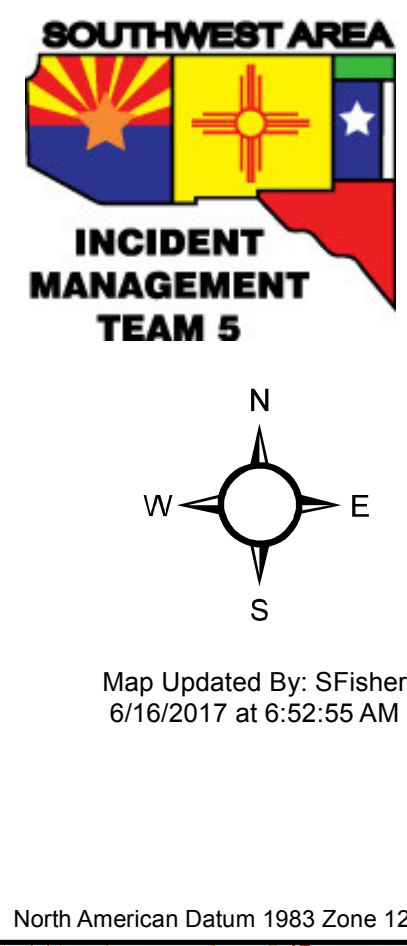 SOUTHWEST AREA
INCIDENT
MANAGEMENT
TEAM 5
N
W E
S
Map Updated By: SFisher
6/16/2017 at 6:52:55 AM
North American Datum 1983 Zone 12